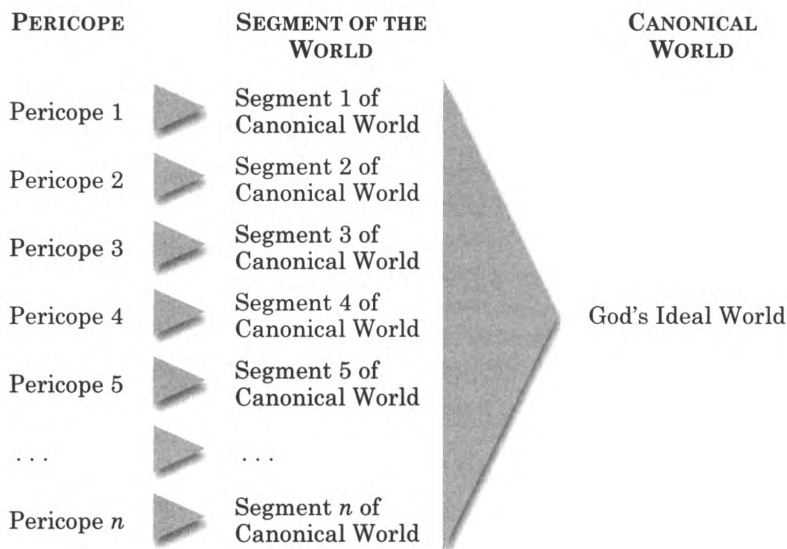 PERICOPE
SEGMENT OF THE
WORLD
CANONICAL
WORLD
Pericope 1
Segment 1 of
Canonical World
Pericope 2
Segment 2 of
Canonical World
Pericope 3
Segment 3 of
Canonical World
Pericope 4
Segment 4 of
Canonical World
God's Ideal World
Pericope 5
Segment 5 of
Canonical World
. . .
. . .
Pericope n
Segment n of
Canonical World